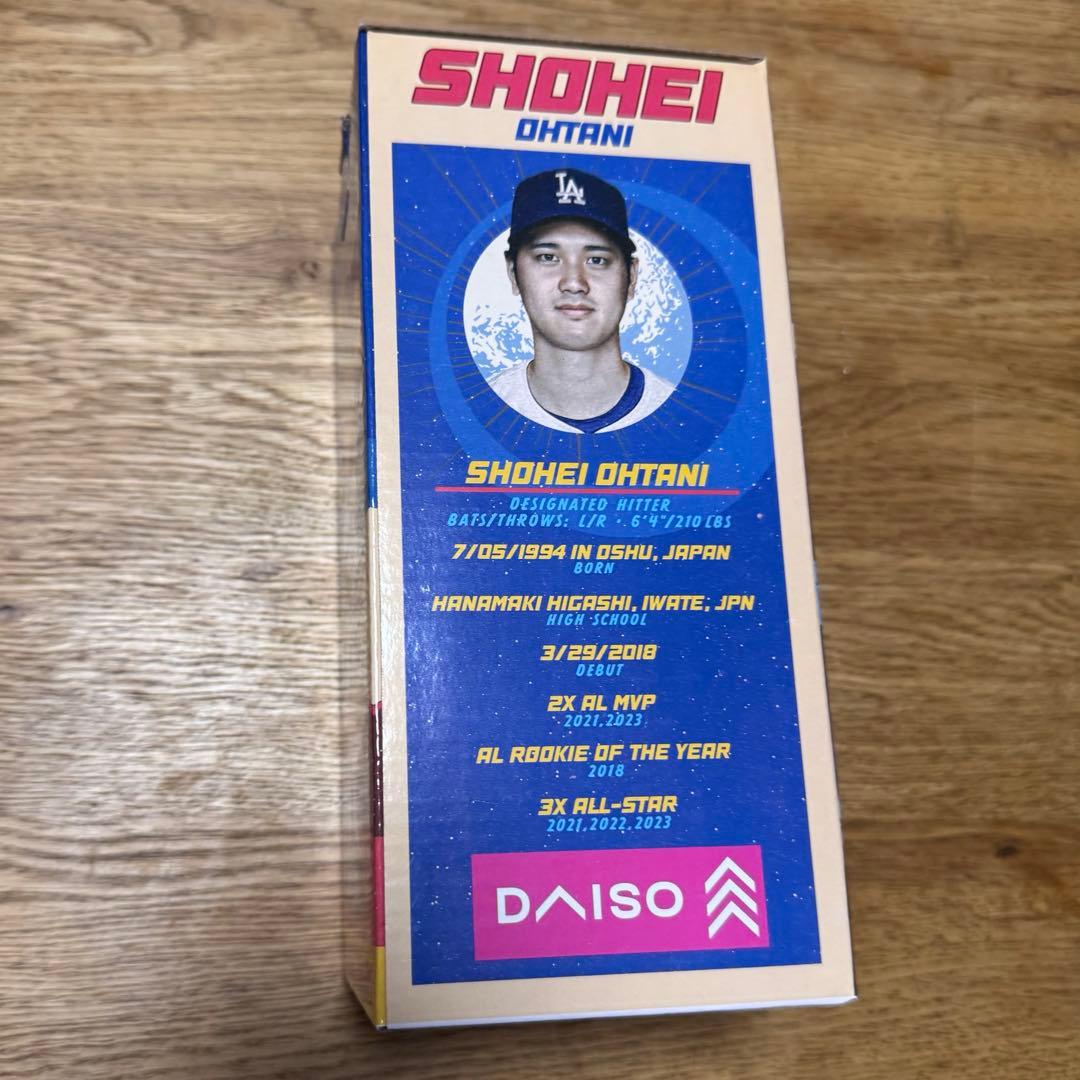 SHOHEI
OHTANI
LA
SHOHEI OHTANI
DESIGNATED HITTER
BATS/THROWS: L/R • 6'4"/210 LBS
7/05/1994 IN OSHU, JAPAN
BORN
HANAMAKI HIGASHI, IWATE, JPN
HIGH SCHOOL
3/29/2018
DEBUT
2X AL MVP
2021,2023
AL ROOKIE OF THE YEAR
2018
3X ALL-STAR
2021,2022,2023
DAISO